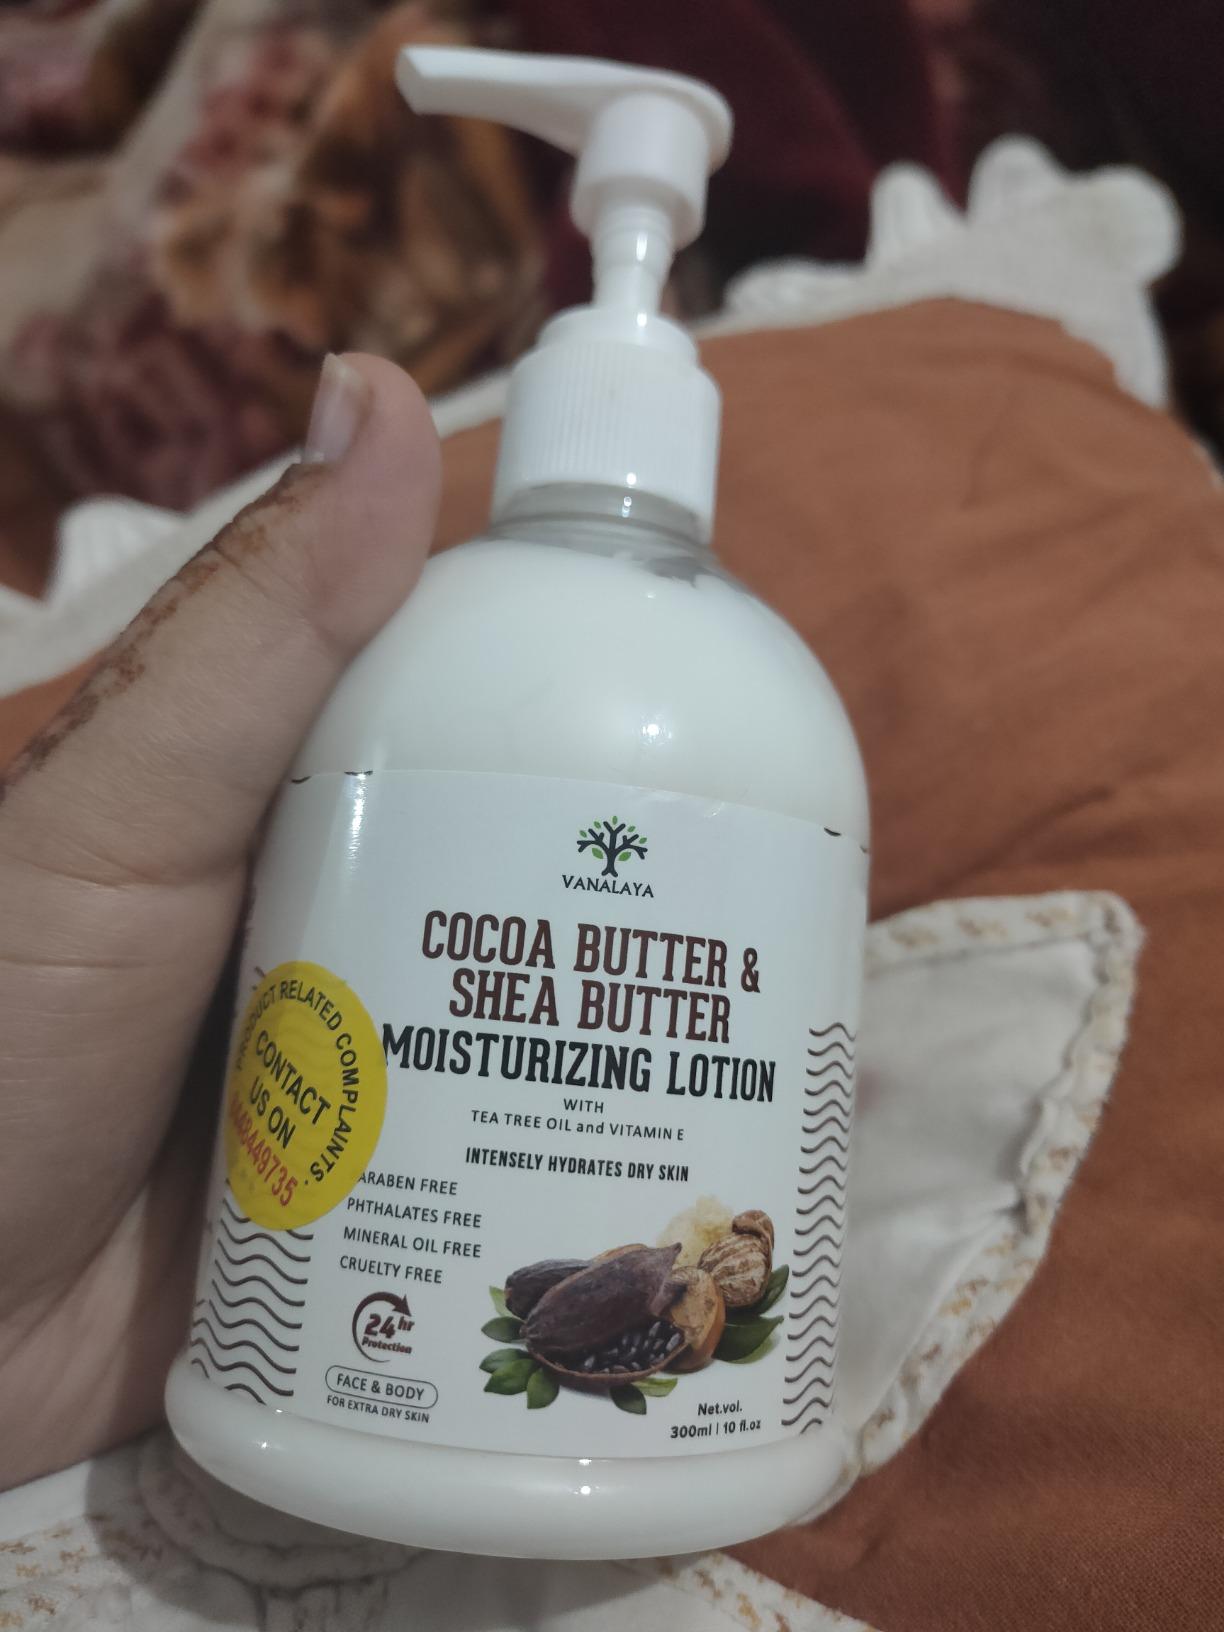 VANALAYA
COCOA BUTTER &
SHEA BUTTER
MOISTURIZING LOTION
WITH
TEA TREE OIL and VITAMIN E
INTENSELY HYDRATES DRY SKIN
PRODUCT RELATED COMPLAINTS.
CONTACT
US ON
ARABEN FREE
PHTHALATES FREE
MINERAL OIL FREE
CRUELTY FREE
24hr
Protection
FACE & BODY
FOR EXTRA DRY SKIN
Net.vol.
300ml | 10 fl.oz